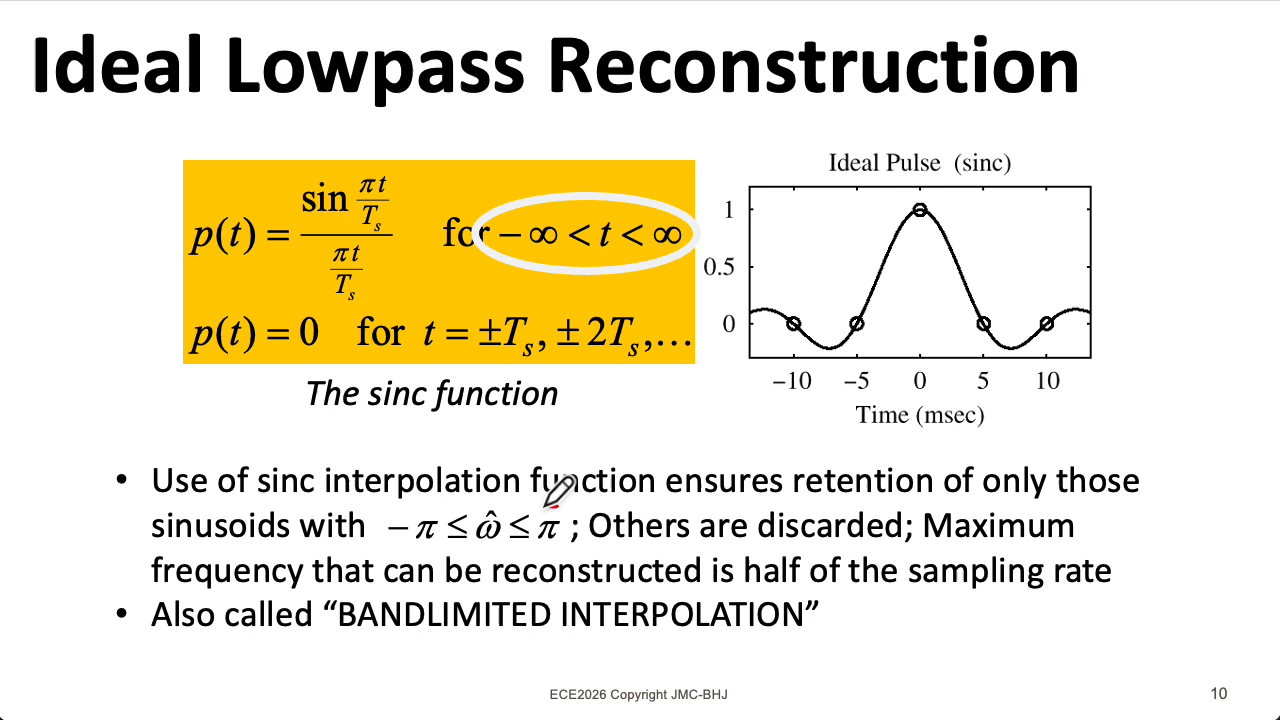 Ideal Lowpass Reconstruction
p(t) = sin(πt/Tₛ) / (πt/Tₛ) for −∞ < t < ∞
p(t) = 0 for t = ±Tₛ, ±2Tₛ,…
The sinc function
Ideal Pulse (sinc)
1
0.5
0
−10 −5 0 5 10
Time (msec)
• Use of sinc interpolation function ensures retention of only those
sinusoids with −π ≤ ω̂ ≤ π ; Others are discarded; Maximum
frequency that can be reconstructed is half of the sampling rate
• Also called “BANDLIMITED INTERPOLATION”
ECE2026 Copyright JMC-BHJ
10